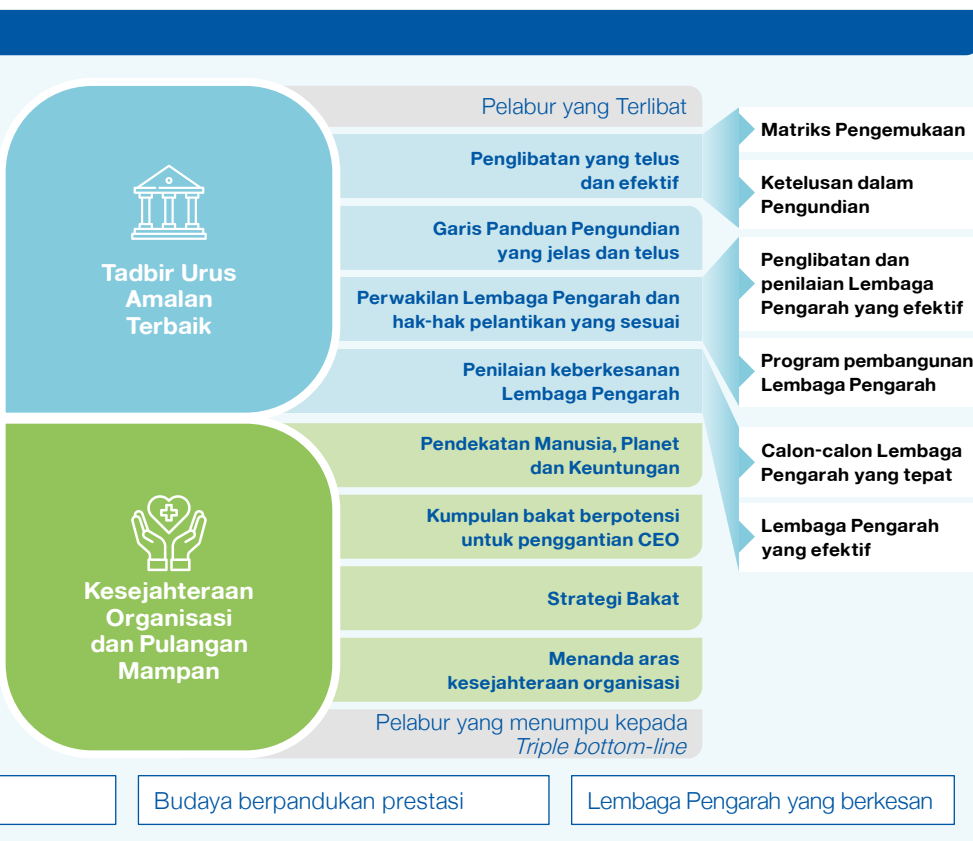 Tadbir Urus
Amalan
Terbaik
Pelabur yang Terlibat
Penglibatan yang telus
dan efektif
Garis Panduan Pengundian
yang jelas dan telus
Perwakilan Lembaga Pengarah dan
hak-hak pelantikan yang sesuai
Penilaian keberkesanan
Lembaga Pengarah
Matriks Pengemukaan
Ketelusan dalam
Pengundian
Penglibatan dan
penilaian Lembaga
Pengarah yang efektif
Program pembangunan
Lembaga Pengarah
Calon-calon Lembaga
Pengarah yang tepat
Lembaga Pengarah
yang efektif
Kesejahteraan
Organisasi
dan Pulangan
Mampan
Pendekatan Manusia, Planet
dan Keuntungan
Kumpulan bakat berpotensi
untuk penggantian CEO
Strategi Bakat
Menanda aras
kesejahteraan organisasi
Pelabur yang menumpu kepada
Triple bottom-line
Budaya berpandukan prestasi
Lembaga Pengarah yang berkesan